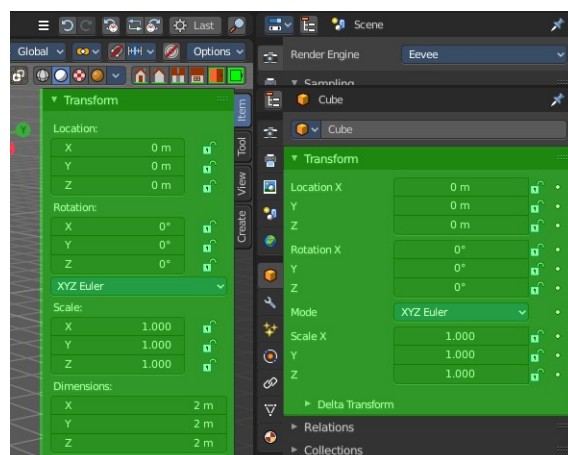 Last
Scene
Global
Options
Render Engine
Eevee
Sampling
Transform
Item
Cube
Location:
Cube
X 0 m
Y 0 m
Z 0 m
Tool
Transform
Rotation:
View
Location X 0 m
Y 0 m
Z 0 m
X 0°
Y 0°
Z 0°
Create
Rotation X 0°
Y 0°
Z 0°
XYZ Euler
Mode XYZ Euler
Scale:
X 1.000
Y 1.000
Z 1.000
Scale X 1.000
Y 1.000
Z 1.000
Dimensions:
X 2 m
Y 2 m
Z 2 m
Delta Transform
Relations
Collections
Y